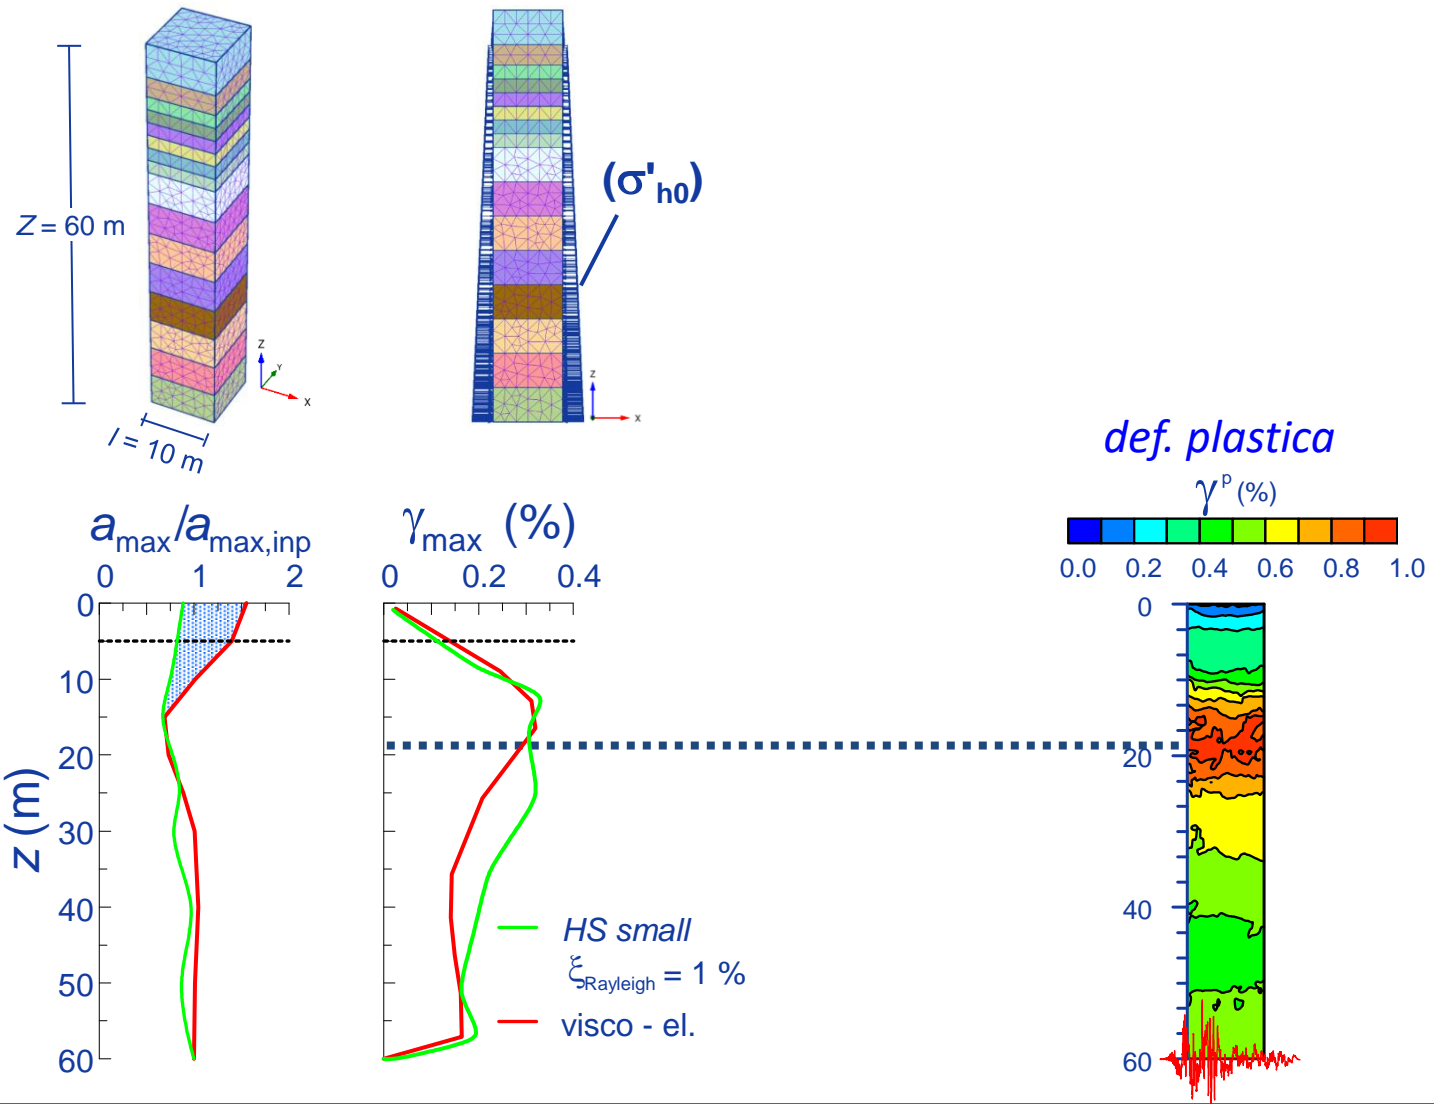 Z = 60 m
l = 10 m
Z
Y
X
(σ'h0)
Z
X
def. plastica
γp (%)
0.0 0.2 0.4 0.6 0.8 1.0
amax/amax,inp
0 1 2
γmax (%)
0 0.2 0.4
z (m)
0
10
20
30
40
50
60
HS small
ξRayleigh = 1 %
visco - el.
0
20
40
60